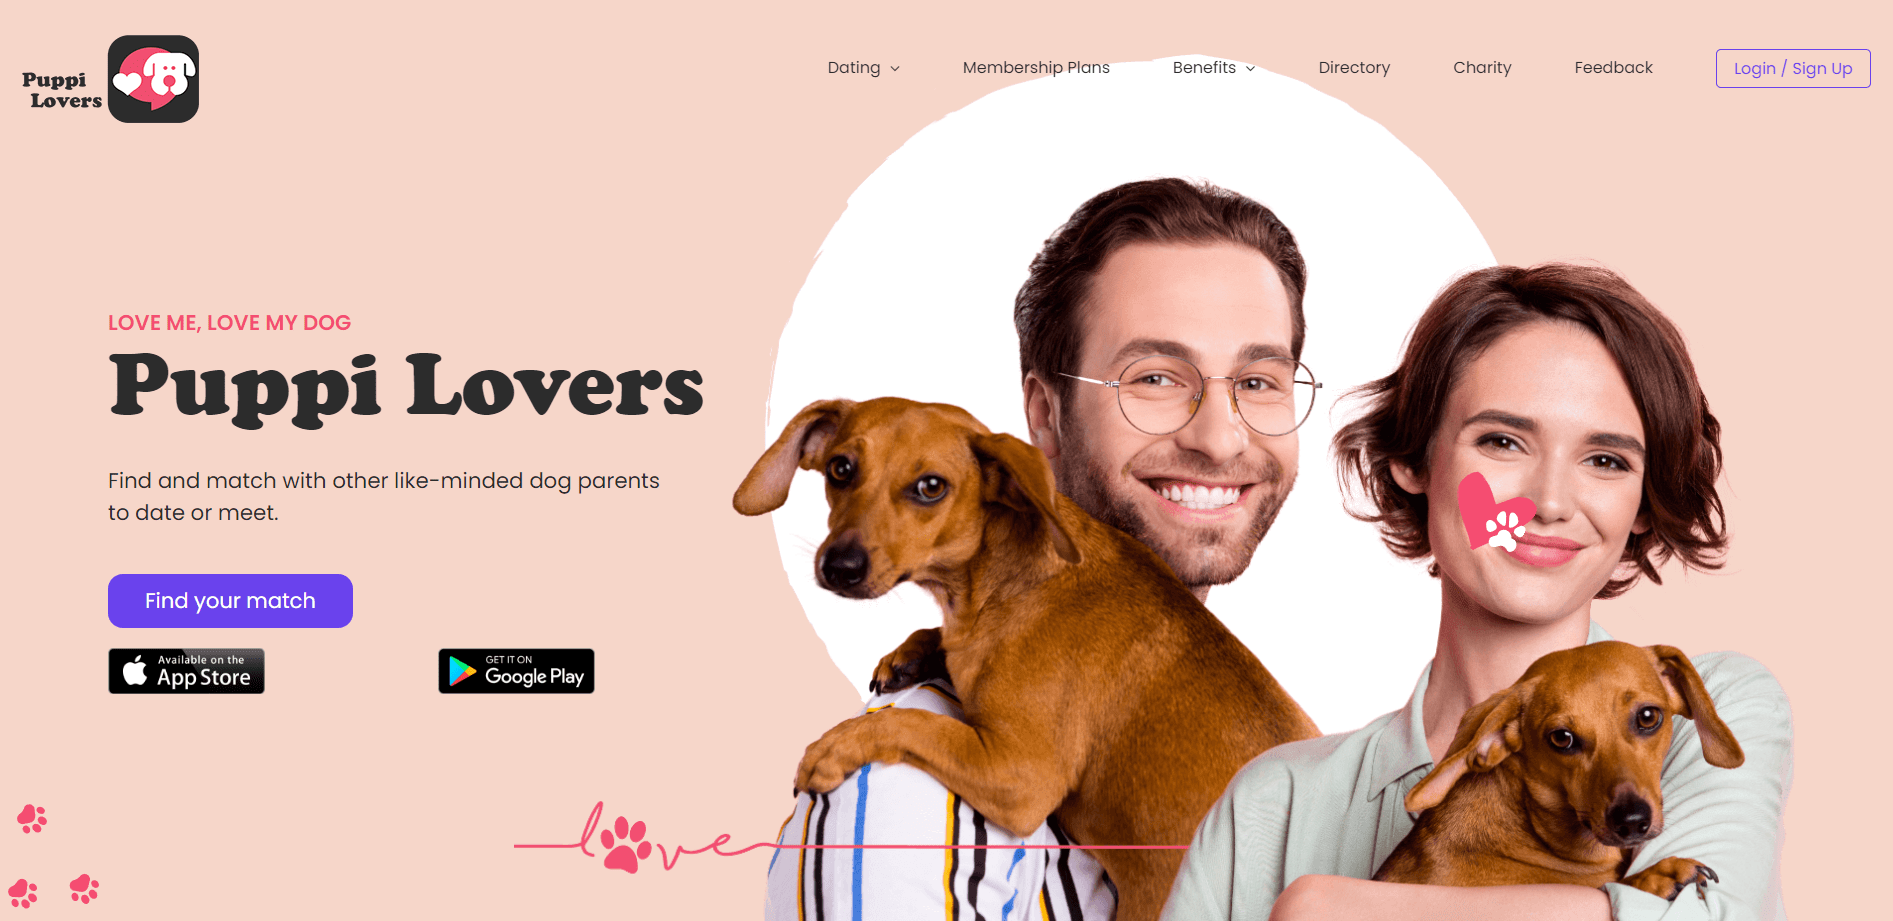 Puppi
Lovers
Dating
Membership Plans
Benefits
Directory
Charity
Feedback
Login / Sign Up
LOVE ME, LOVE MY DOG
Puppi Lovers
Find and match with other like-minded dog parents
to date or meet.
Find your match
Available on the
App Store
GET IT ON
Google Play
love